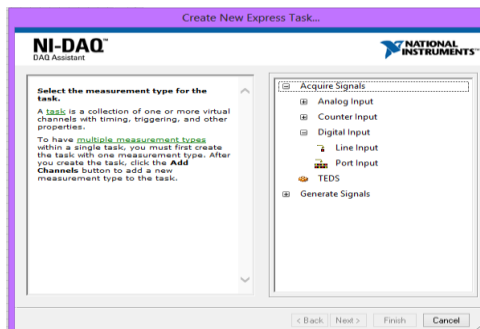 Create New Express Task...
NI-DAQ™
DAQ Assistant
NATIONAL
INSTRUMENTS™
Select the measurement type for the
task.
A task is a collection of one or more virtual
channels with timing, triggering, and other
properties.
To have multiple measurement types
within a single task, you must first create
the task with one measurement type. After
you create the task, click the Add
Channels button to add a new
measurement type to the task.
Acquire Signals
Analog Input
Counter Input
Digital Input
Line Input
Port Input
TEDS
Generate Signals
< Back Next > Finish Cancel